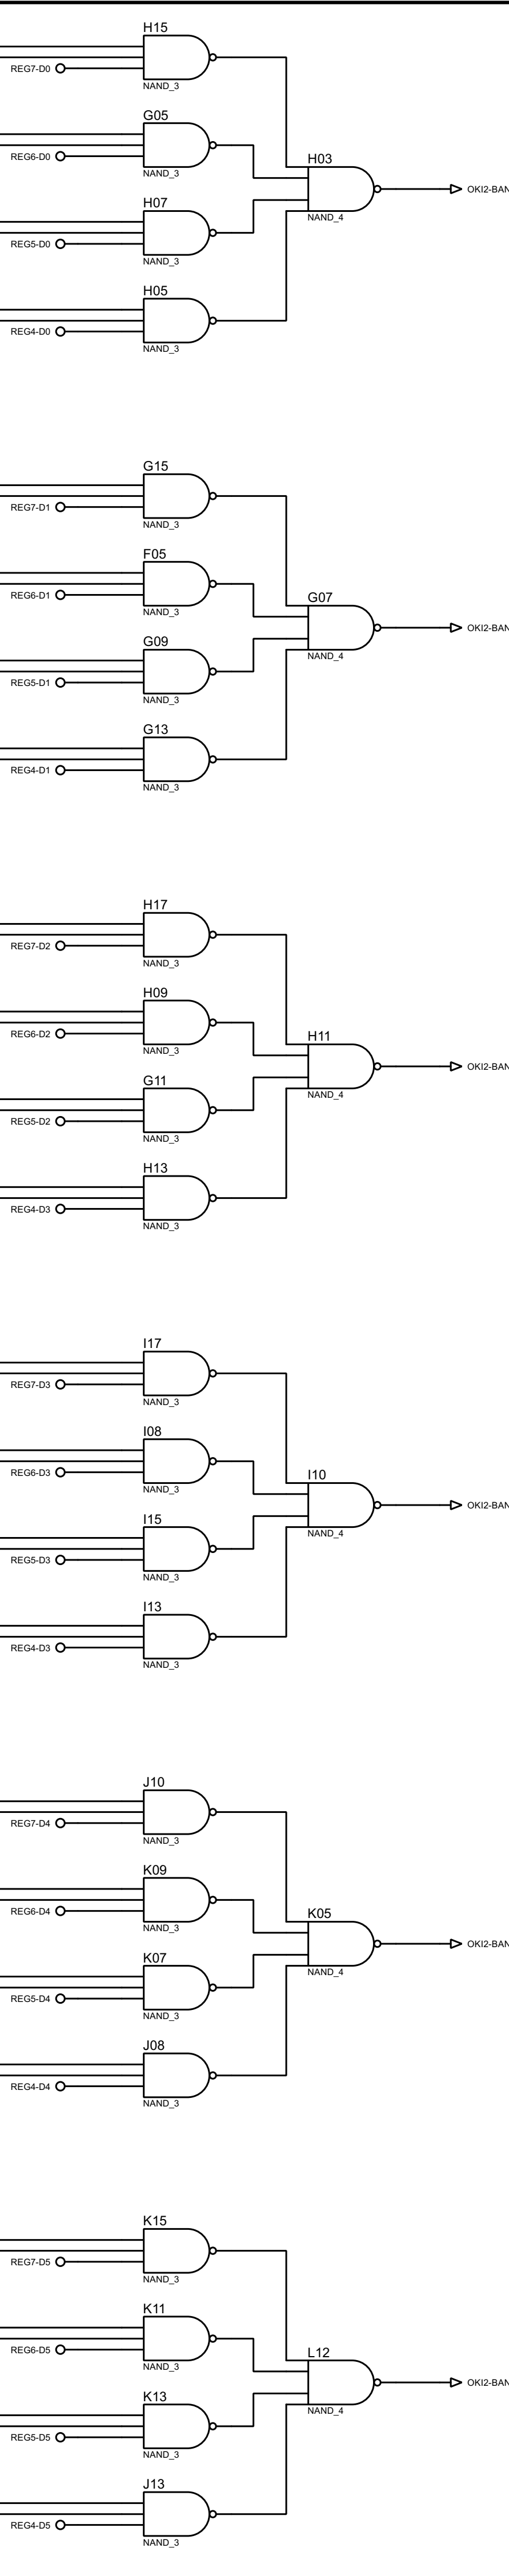 H15
REG7-D0
NAND_3
G05
REG6-D0
NAND_3
H03
OKI2-BAN
NAND_4
H07
REG5-D0
NAND_3
H05
REG4-D0
NAND_3
G15
REG7-D1
NAND_3
F05
REG6-D1
NAND_3
G07
OKI2-BAN
NAND_4
G09
REG5-D1
NAND_3
G13
REG4-D1
NAND_3
H17
REG7-D2
NAND_3
H09
REG6-D2
NAND_3
H11
OKI2-BAN
NAND_4
G11
REG5-D2
NAND_3
H13
REG4-D3
NAND_3
I17
REG7-D3
NAND_3
I08
REG6-D3
NAND_3
I10
OKI2-BAN
NAND_4
I15
REG5-D3
NAND_3
I13
REG4-D3
NAND_3
J10
REG7-D4
NAND_3
K09
REG6-D4
NAND_3
K05
OKI2-BAN
NAND_4
K07
REG5-D4
NAND_3
J08
REG4-D4
NAND_3
K15
REG7-D5
NAND_3
K11
REG6-D5
NAND_3
L12
OKI2-BAN
NAND_4
K13
REG5-D5
NAND_3
J13
REG4-D5
NAND_3